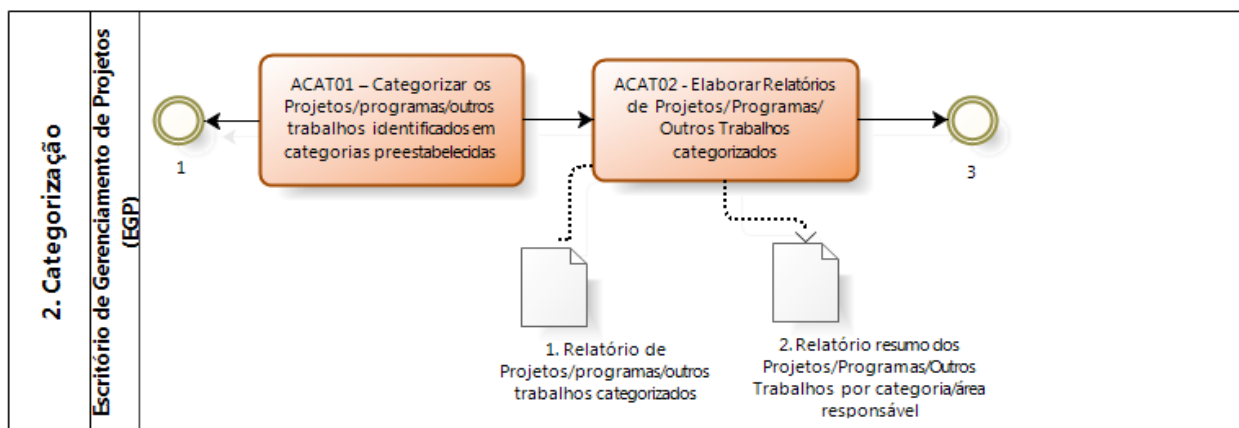 2. Categorização
Escritório de Gerenciamento de Projetos
(EGP)
1
ACAT01 – Categorizar os
Projetos/programas/outros
trabalhos identificados em
categorias preestabelecidas
ACAT02 - Elaborar Relatórios
de Projetos/Programas/
Outros Trabalhos
categorizados
3
1. Relatório de
Projetos/programas/outros
trabalhos categorizados
2. Relatório resumo dos
Projetos/Programas/Outros
Trabalhos por categoria/área
responsável